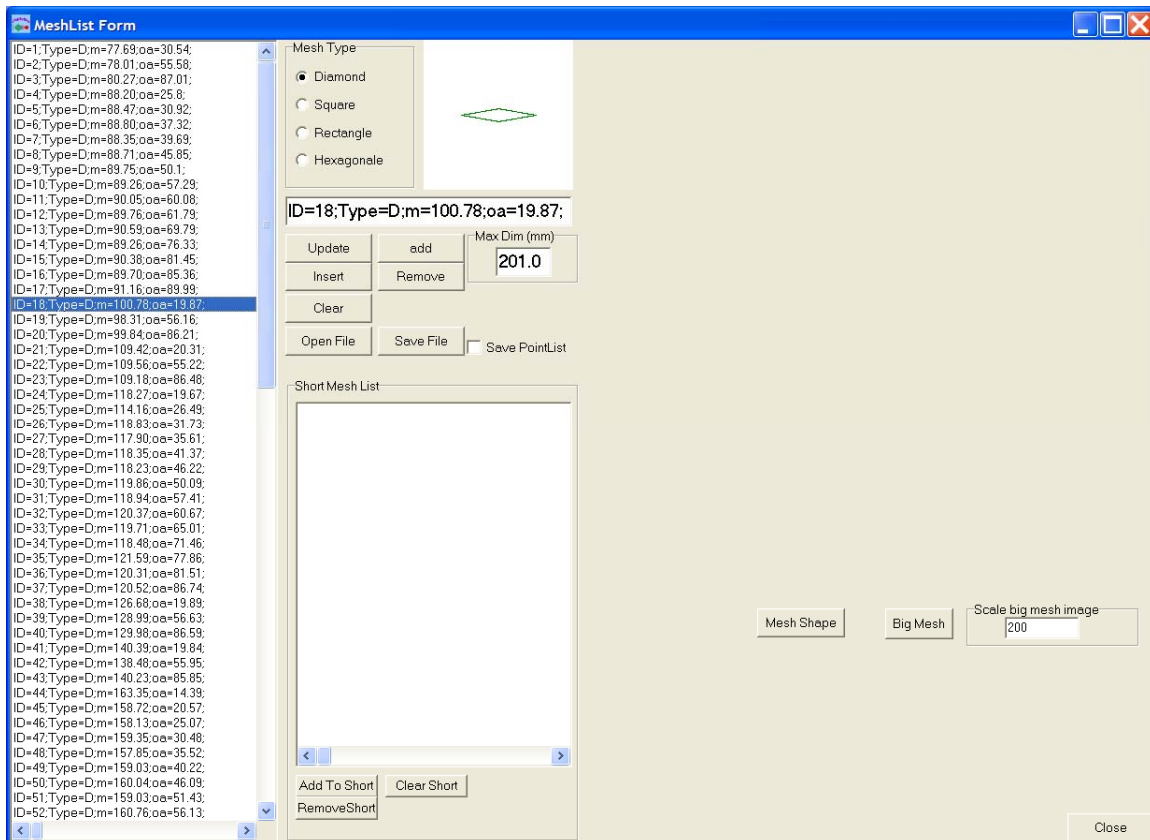 MeshList Form
ID=1;Type=D;m=77.69;oa=30.54;
ID=2;Type=D;m=78.01;oa=55.58;
ID=3;Type=D;m=80.27;oa=87.01;
ID=4;Type=D;m=88.20;oa=25.8;
ID=5;Type=D;m=88.47;oa=30.92;
ID=6;Type=D;m=88.80;oa=37.32;
ID=7;Type=D;m=88.35;oa=39.69;
ID=8;Type=D;m=88.71;oa=45.85;
ID=9;Type=D;m=89.75;oa=50.1;
ID=10;Type=D;m=89.26;oa=57.29;
ID=11;Type=D;m=90.05;oa=60.08;
ID=12;Type=D;m=89.76;oa=61.79;
ID=13;Type=D;m=90.59;oa=69.79;
ID=14;Type=D;m=89.26;oa=76.33;
ID=15;Type=D;m=90.38;oa=81.45;
ID=16;Type=D;m=89.70;oa=85.36;
ID=17;Type=D;m=91.16;oa=89.99;
ID=18;Type=D;m=100.78;oa=19.87;
ID=19;Type=D;m=98.31;oa=56.16;
ID=20;Type=D;m=99.84;oa=86.21;
ID=21;Type=D;m=109.42;oa=20.31;
ID=22;Type=D;m=109.56;oa=55.22;
ID=23;Type=D;m=109.18;oa=86.48;
ID=24;Type=D;m=118.27;oa=19.67;
ID=25;Type=D;m=114.16;oa=26.49;
ID=26;Type=D;m=118.83;oa=31.73;
ID=27;Type=D;m=117.90;oa=35.61;
ID=28;Type=D;m=118.35;oa=41.37;
ID=29;Type=D;m=118.23;oa=46.22;
ID=30;Type=D;m=119.86;oa=50.09;
ID=31;Type=D;m=118.94;oa=57.41;
ID=32;Type=D;m=120.37;oa=60.67;
ID=33;Type=D;m=119.71;oa=65.01;
ID=34;Type=D;m=118.48;oa=71.46;
ID=35;Type=D;m=121.59;oa=77.86;
ID=36;Type=D;m=120.31;oa=81.51;
ID=37;Type=D;m=120.52;oa=86.74;
ID=38;Type=D;m=126.68;oa=19.89;
ID=39;Type=D;m=128.99;oa=56.63;
ID=40;Type=D;m=129.98;oa=86.59;
ID=41;Type=D;m=140.39;oa=19.84;
ID=42;Type=D;m=138.48;oa=55.95;
ID=43;Type=D;m=140.23;oa=85.85;
ID=44;Type=D;m=163.35;oa=14.39;
ID=45;Type=D;m=158.72;oa=20.57;
ID=46;Type=D;m=158.13;oa=25.07;
ID=47;Type=D;m=159.35;oa=30.48;
ID=48;Type=D;m=157.85;oa=35.52;
ID=49;Type=D;m=159.03;oa=40.22;
ID=50;Type=D;m=160.04;oa=46.09;
ID=51;Type=D;m=159.03;oa=51.43;
ID=52;Type=D;m=160.76;oa=56.13;
Mesh Type
Diamond
Square
Rectangle
Hexagonale
ID=18;Type=D;m=100.78;oa=19.87;
Update add
Max Dim (mm)
201.0
Insert Remove
Clear
Open File Save File Save PointList
Short Mesh List
Add To Short Clear Short
RemoveShort
Mesh Shape Big Mesh
Scale big mesh image
200
Close